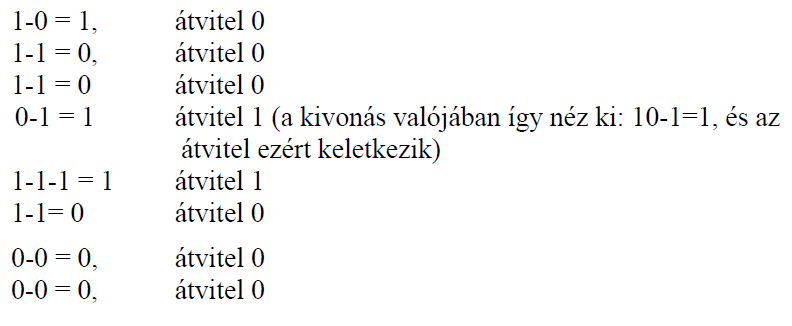 1-0 = 1, átvitel 0
1-1 = 0, átvitel 0
1-1 = 0 átvitel 0
0-1 = 1 átvitel 1 (a kivonás valójában így néz ki: 10-1=1, és az
átvitel ezért keletkezik)
1-1-1 = 1 átvitel 1
1-1= 0 átvitel 0
0-0 = 0, átvitel 0
0-0 = 0, átvitel 0